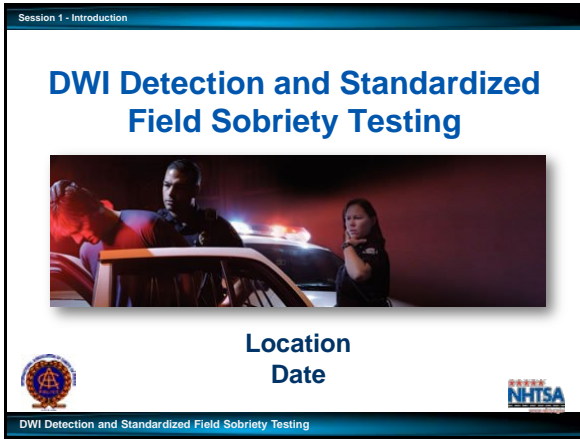 Session 1 - Introduction
DWI Detection and Standardized
Field Sobriety Testing
Location
Date
NHTSA
DWI Detection and Standardized Field Sobriety Testing